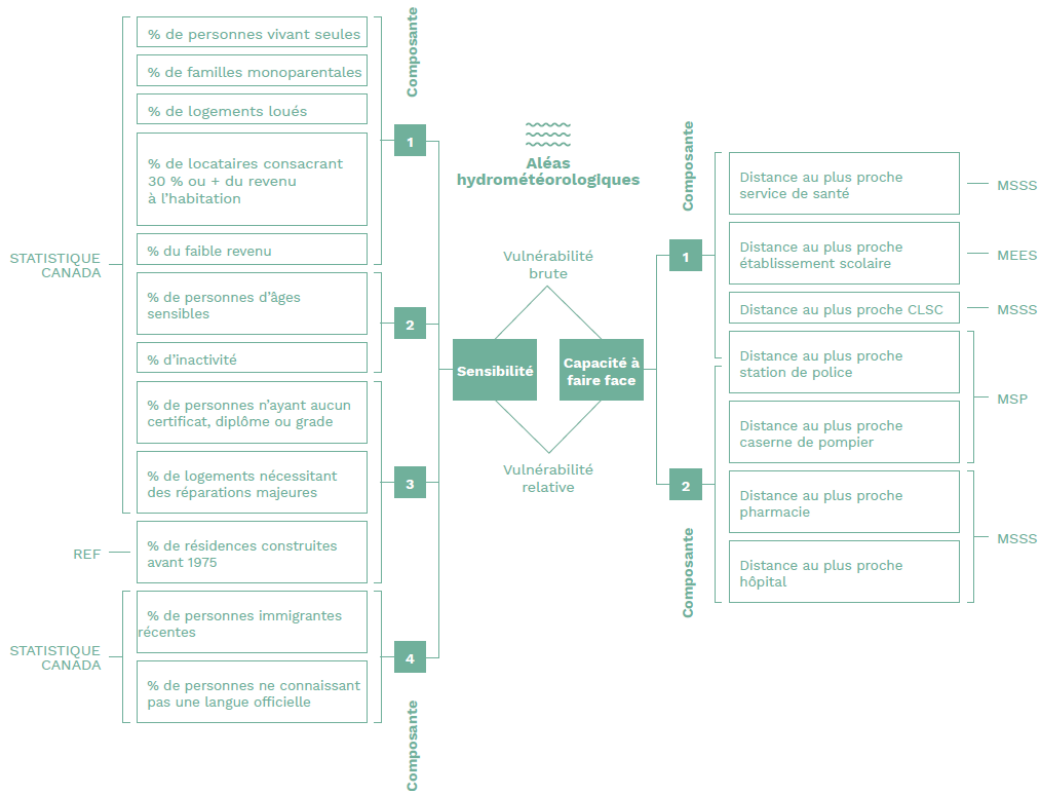 Composante
% de personnes vivant seules
% de familles monoparentales
% de logements loués
% de locataires consacrant
30 % ou + du revenu
à l'habitation
% du faible revenu
1
STATISTIQUE
CANADA
% de personnes d'âges
sensibles
% d'inactivité
2
% de personnes n'ayant aucun
certificat, diplôme ou grade
% de logements nécessitant
des réparations majeures
3
REF
% de résidences construites
avant 1975
% de personnes immigrantes
récentes
STATISTIQUE
CANADA
4
% de personnes ne connaissant
pas une langue officielle
Composante
Aléas
hydrométéorologiques
Vulnérabilité
brute
Sensibilité
Capacité à
faire face
Vulnérabilité
relative
Composante
1
Distance au plus proche
service de santé
MSSS
Distance au plus proche
établissement scolaire
MEES
Distance au plus proche CLSC
MSSS
Distance au plus proche
station de police
MSP
Distance au plus proche
caserne de pompier
2
Distance au plus proche
pharmacie
MSSS
Distance au plus proche
hôpital
Composante